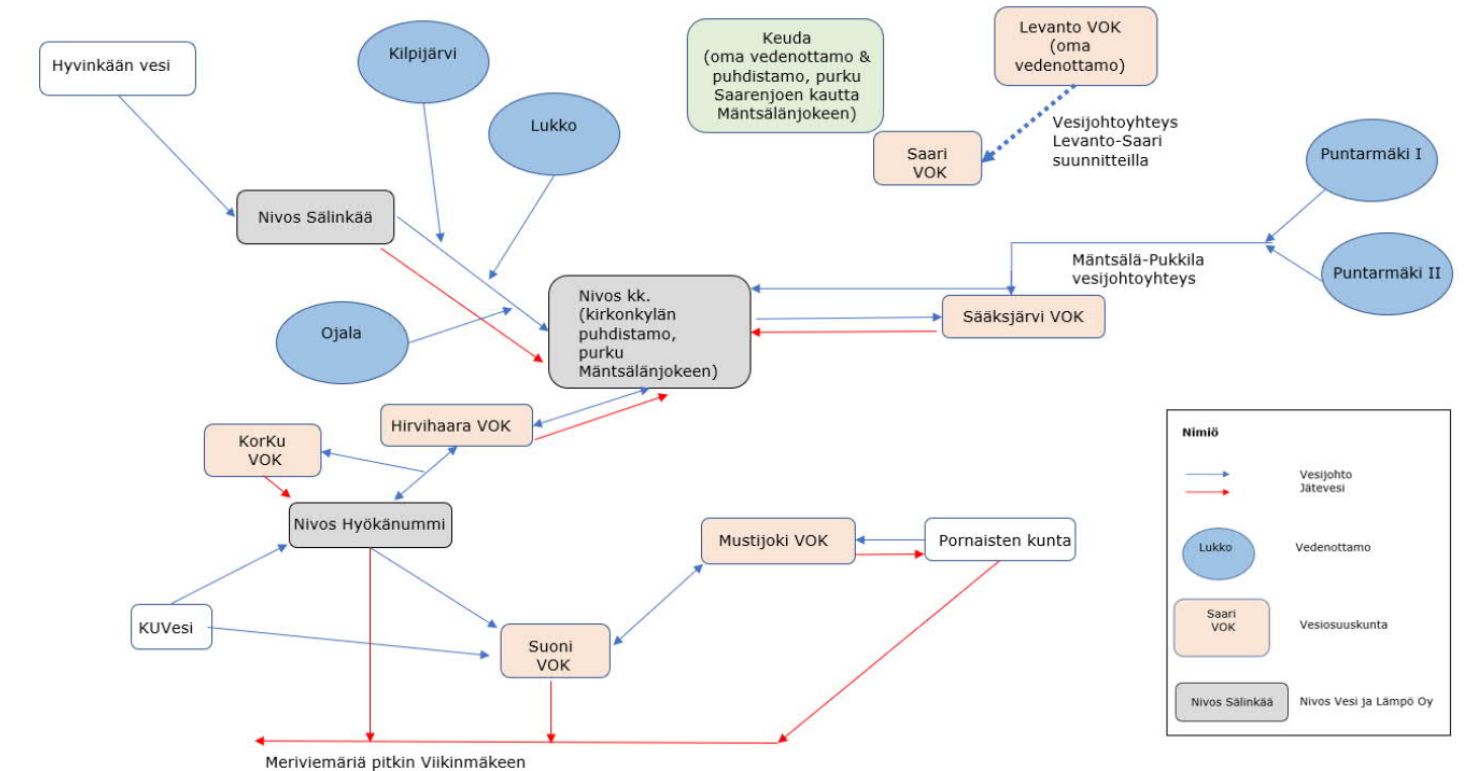 Hyvinkään vesi
Kilpijärvi
Lukko
Keuda
(oma vedenottamo &
puhdistamo, purku
Saarenjoen kautta
Mäntsälänjokeen)
Levanto VOK
(oma
vedenottamo)
Vesijohtoyhteys
Levanto-Saari
suunnitteilla
Saari
VOK
Puntarmäki I
Puntarmäki II
Nivos Sälinkää
Mäntsälä-Pukkila
vesijohtoyhteys
Ojala
Nivos kk.
(kirkonkylän
puhdistamo,
purku
Mäntsälänjokeen)
Sääksjärvi VOK
Hirvihaara VOK
KorKu
VOK
Nivos Hyökänummi
Mustijoki VOK
Pornaisten kunta
KUVesi
Suoni
VOK
Meriviemäriä pitkin Viikinmäkeen
Nimiö
Vesijohto
Jätevesi
Lukko
Vedenottamo
Saari
VOK
Vesiosuuskunta
Nivos Sälinkää
Nivos Vesi ja Lämpö Oy